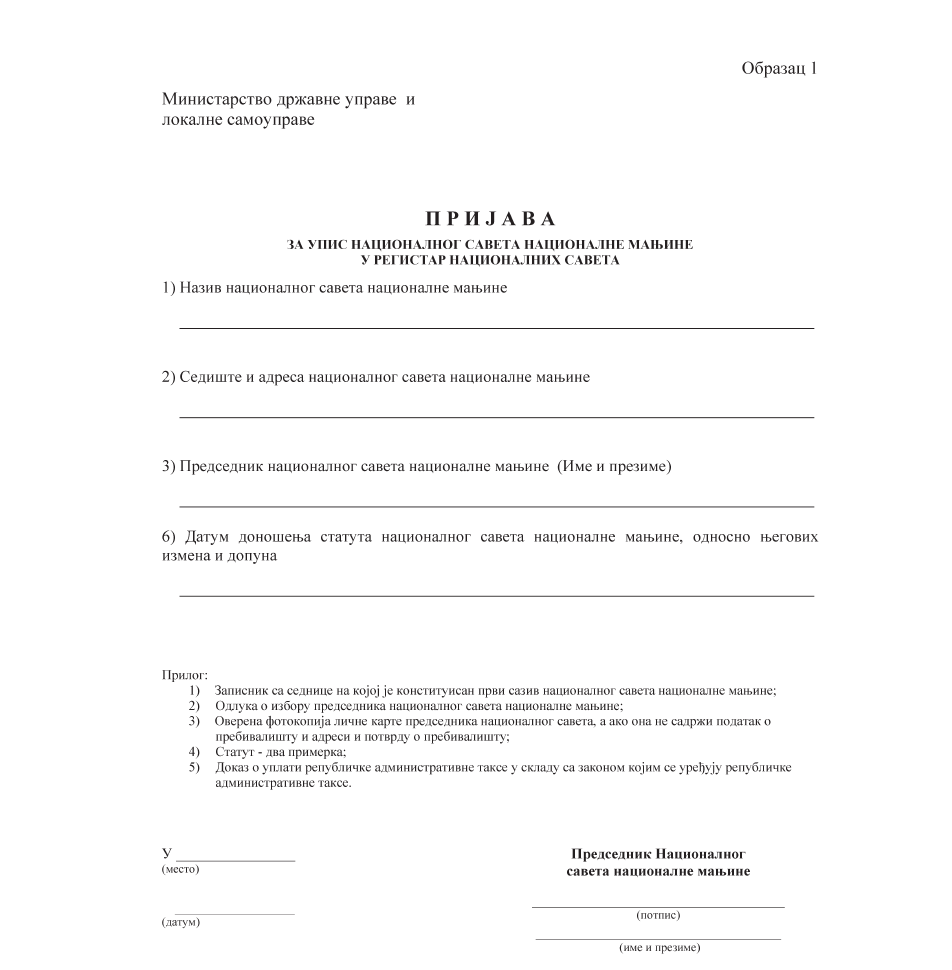 Образац 1
Министарство државне управе и
локалне самоуправе
П Р И Ј А В А
ЗА УПИС НАЦИОНАЛНОГ САВЕТА НАЦИОНАЛНЕ МАЊИНЕ
У РЕГИСТАР НАЦИОНАЛНИХ САВЕТА
1) Назив националног савета националне мањине
2) Седиште и адреса националног савета националне мањине
3) Председник националног савета националне мањине (Име и презиме)
6) Датум доношења статута националног савета националне мањине, односно његових
измена и допуна
Прилог:
1) Записник са седнице на којој је конституисан први сазив националног савета националне мањине;
2) Одлука о избору председника националног савета националне мањине;
3) Оверена фотокопија личне карте председника националног савета, а ако она не садржи податак о
пребивалишту и адреси и потврду о пребивалишту;
4) Статут - два примерка;
5) Доказ о уплати републичке административне таксе у складу са законом којим се уређују републичке
административне таксе.
У ____________________
(место)
Председник Националног
савета националне мањине
(датум)
(потпис)
(име и презиме)